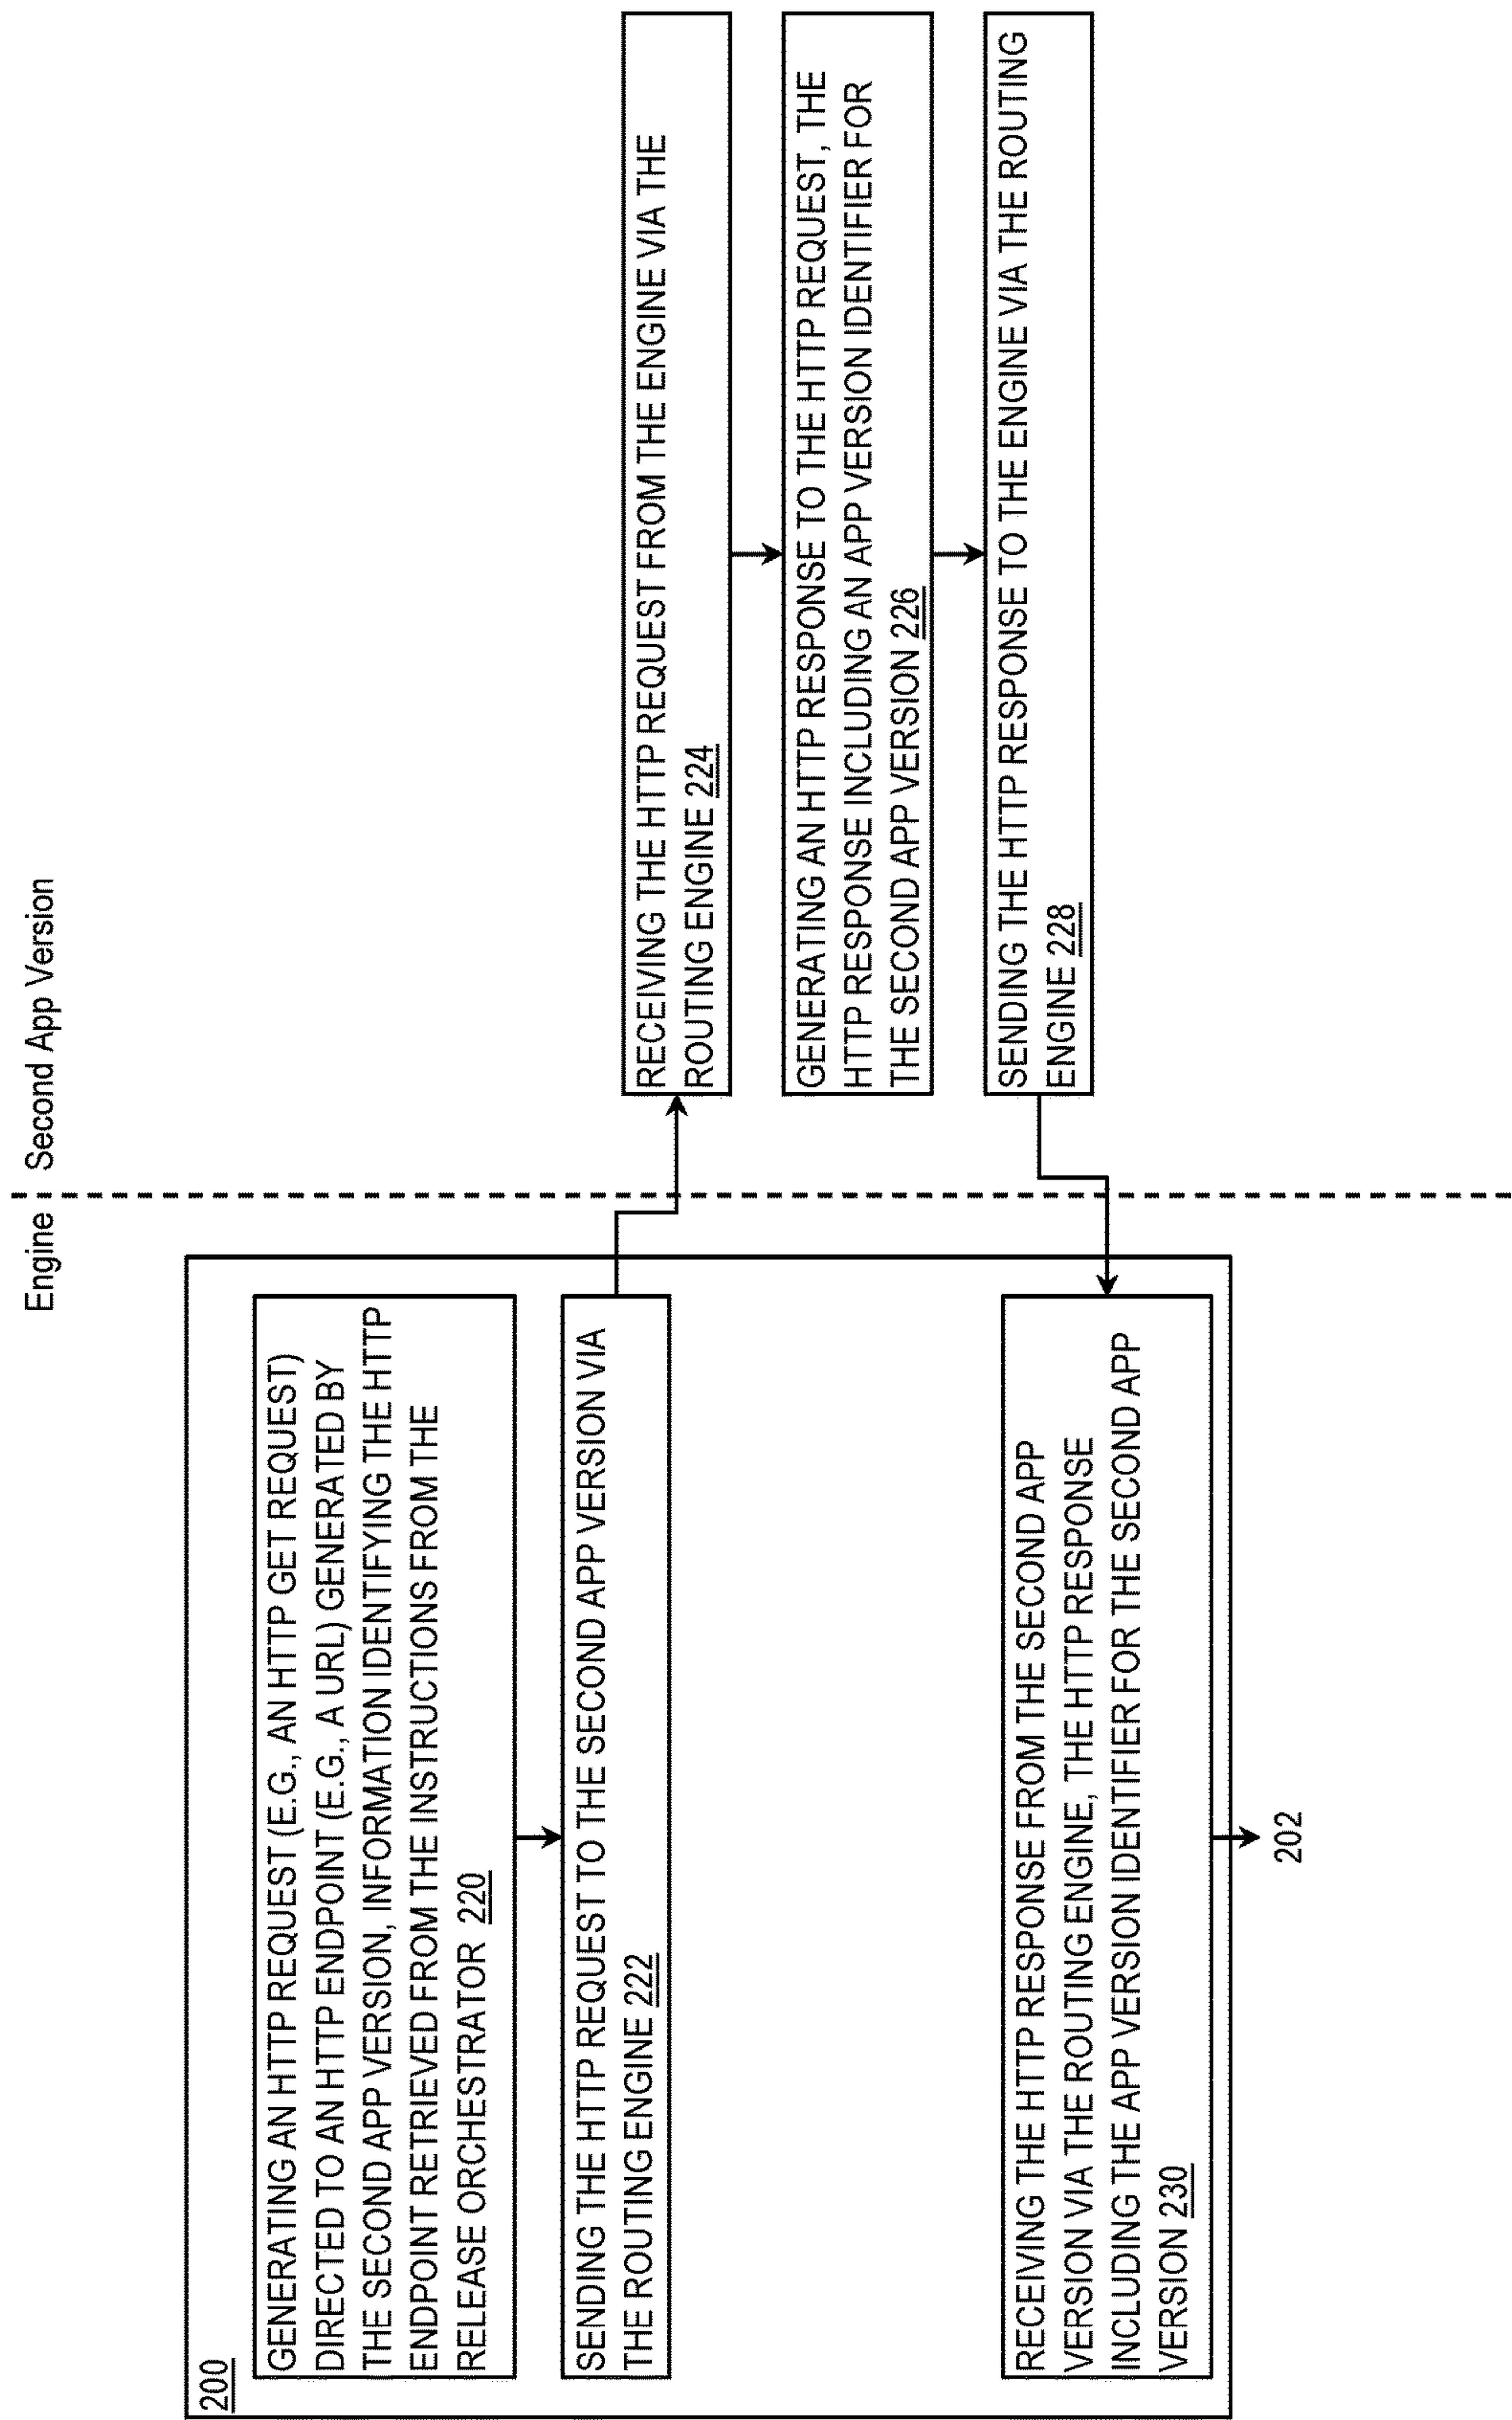 Engine
Second App Version
200
GENERATING AN HTTP REQUEST (E.G., AN HTTP GET REQUEST)
DIRECTED TO AN HTTP ENDPOINT (E.G., A URL) GENERATED BY
THE SECOND APP VERSION, INFORMATION IDENTIFYING THE HTTP
ENDPOINT RETRIEVED FROM THE INSTRUCTIONS FROM THE
RELEASE ORCHESTRATOR 220
SENDING THE HTTP REQUEST TO THE SECOND APP VERSION VIA
THE ROUTING ENGINE 222
RECEIVING THE HTTP REQUEST FROM THE ENGINE VIA THE
ROUTING ENGINE 224
GENERATING AN HTTP RESPONSE TO THE HTTP REQUEST, THE
HTTP RESPONSE INCLUDING AN APP VERSION IDENTIFIER FOR
THE SECOND APP VERSION 226
SENDING THE HTTP RESPONSE TO THE ENGINE VIA THE ROUTING
ENGINE 228
RECEIVING THE HTTP RESPONSE FROM THE SECOND APP
VERSION VIA THE ROUTING ENGINE, THE HTTP RESPONSE
INCLUDING THE APP VERSION IDENTIFIER FOR THE SECOND APP
VERSION 230
202